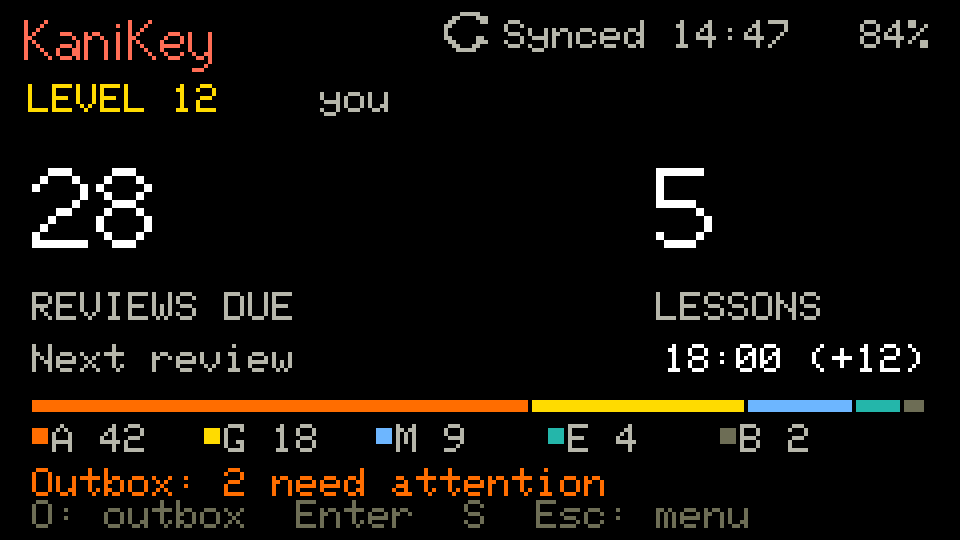 KaniKey Synced 14:47 84%
LEVEL 12 you
28 5
REVIEWS DUE LESSONS
Next review 18:00 (+12)
A 42 G 18 M 9 E 4 B 2
Outbox: 2 need attention
O: outbox Enter S Esc: menu